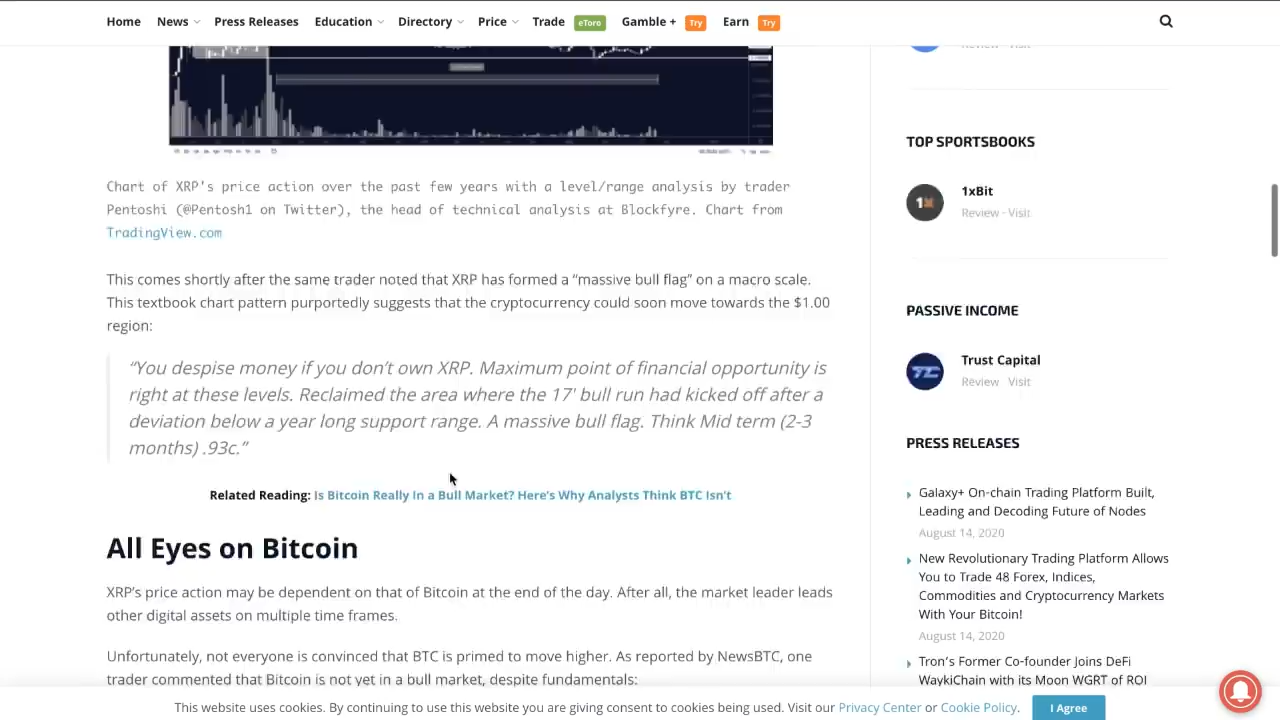 Home News Press Releases Education Directory Price Trade eToro Gamble + Try Earn Try
Chart of XRP's price action over the past few years with a level/range analysis by trader
Pentoshi (@Pentosh1 on Twitter), the head of technical analysis at Blockfyre. Chart from
TradingView.com
This comes shortly after the same trader noted that XRP has formed a “massive bull flag” on a macro scale.
This textbook chart pattern purportedly suggests that the cryptocurrency could soon move towards the $1.00
region:
“You despise money if you don’t own XRP. Maximum point of financial opportunity is
right at these levels. Reclaimed the area where the 17′ bull run had kicked off after a
deviation below a year long support range. A massive bull flag. Think Mid term (2-3
months) .93c.”
Related Reading: Is Bitcoin Really In a Bull Market? Here’s Why Analysts Think BTC Isn’t
All Eyes on Bitcoin
XRP’s price action may be dependent on that of Bitcoin at the end of the day. After all, the market leader leads
other digital assets on multiple time frames.
Unfortunately, not everyone is convinced that BTC is primed to move higher. As reported by NewsBTC, one
trader commented that Bitcoin is not yet in a bull market, despite fundamentals:
Review - Visit
TOP SPORTSBOOKS
1xBit
Review - Visit
PASSIVE INCOME
TC
Trust Capital
Review Visit
PRESS RELEASES
Galaxy+ On-chain Trading Platform Built,
Leading and Decoding Future of Nodes
August 14, 2020
New Revolutionary Trading Platform Allows
You to Trade 48 Forex, Indices,
Commodities and Cryptocurrency Markets
With Your Bitcoin!
August 14, 2020
Tron’s Former Co-founder Joins DeFi
WaykiChain with its Moon WGRT of ROI
This website uses cookies. By continuing to use this website you are giving consent to cookies being used. Visit our Privacy Center or Cookie Policy. I Agree